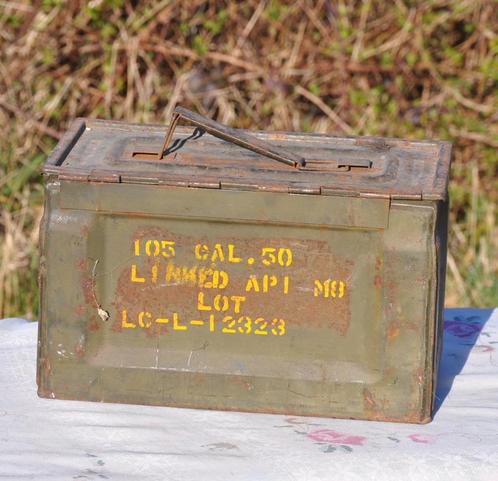 105 CAL.50
LINKED API M8
LOT
LC-L-12323